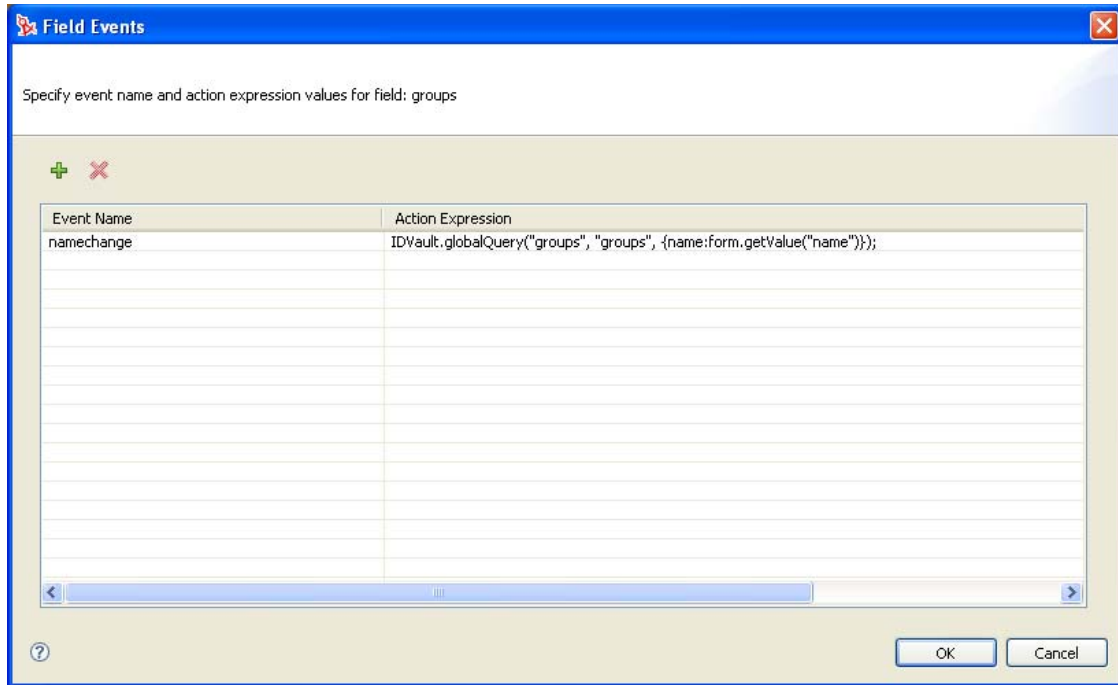 Field Events
Specify event name and action expression values for field: groups
Event Name Action Expression
namechange IDVault.globalQuery("groups", "groups", {name:form.getValue("name")});
OK Cancel